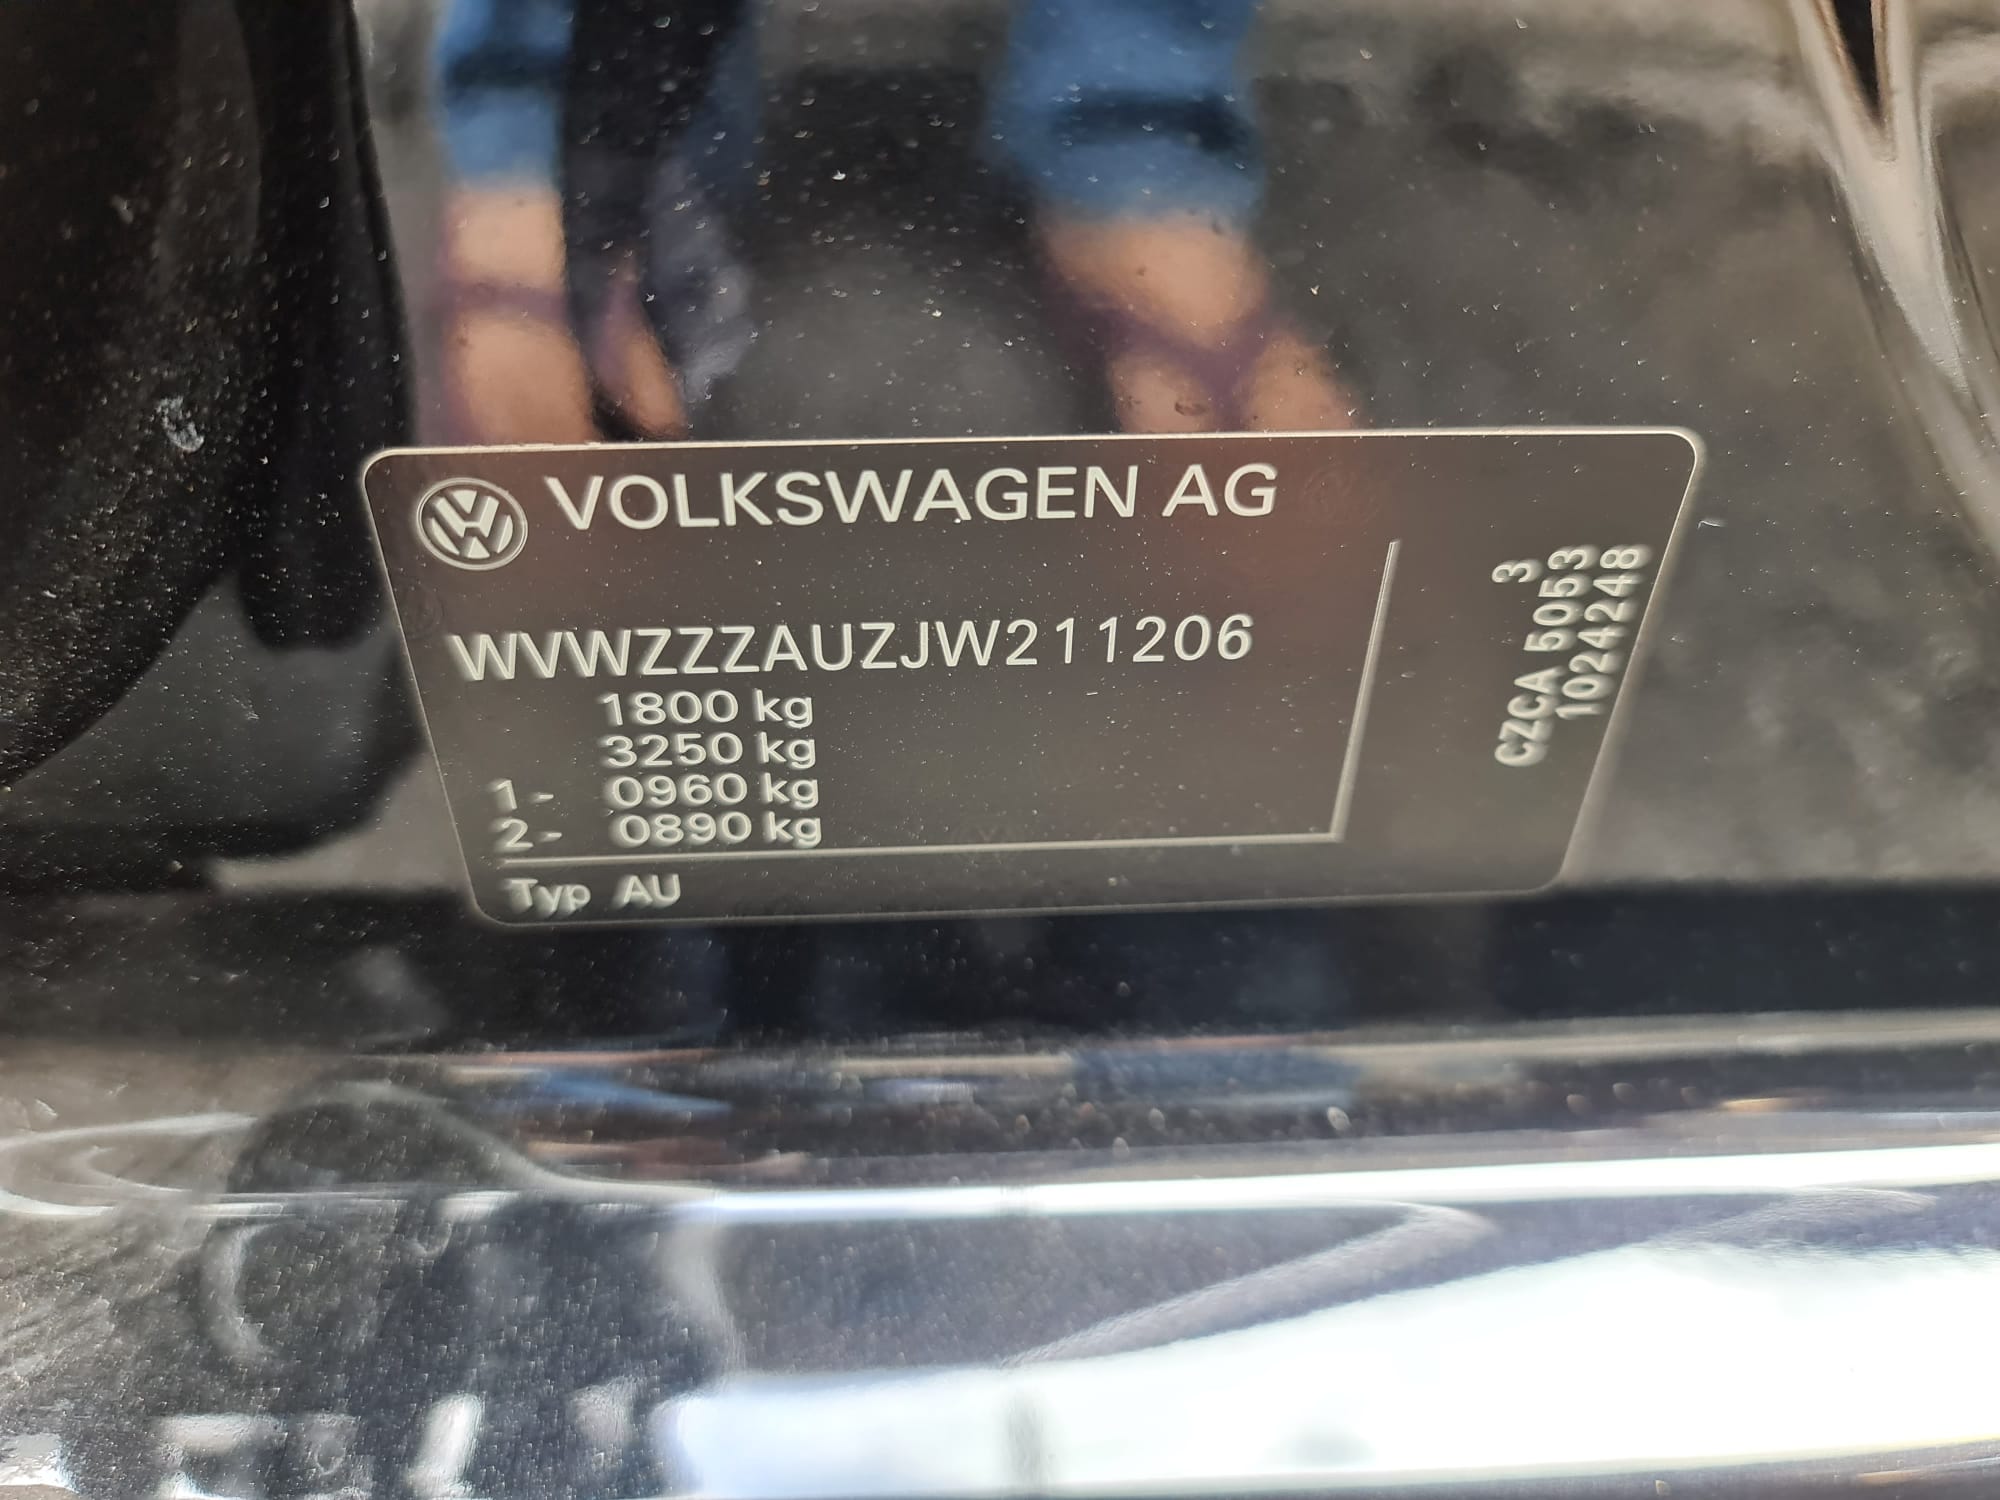 VOLKSWAGEN AG
WVWZZZAUZJW211206
1800 kg
3250 kg
1- 0960 kg
2- 0890 kg
Typ AU
3
CZCA 5053
1024248